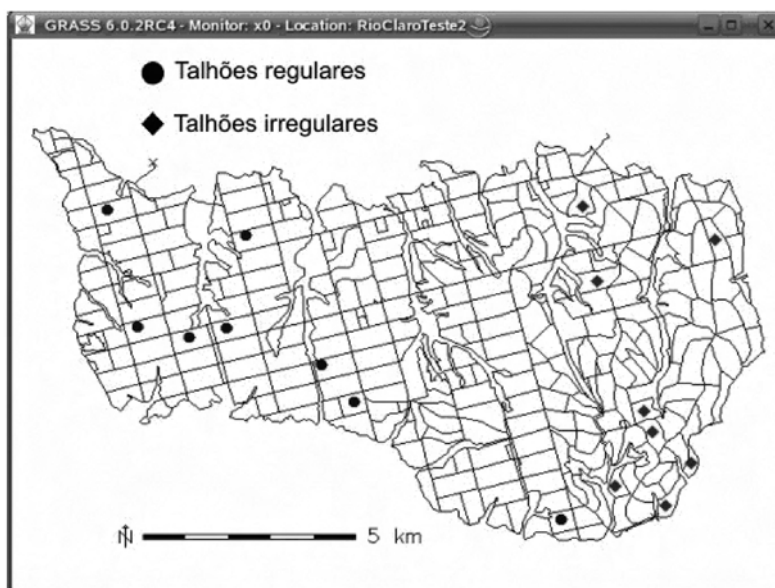 GRASS 6.0.2RC4 - Monitor: x0 - Location: RioClaroTeste2
Talhões regulares
Talhões irregulares
N
5 km